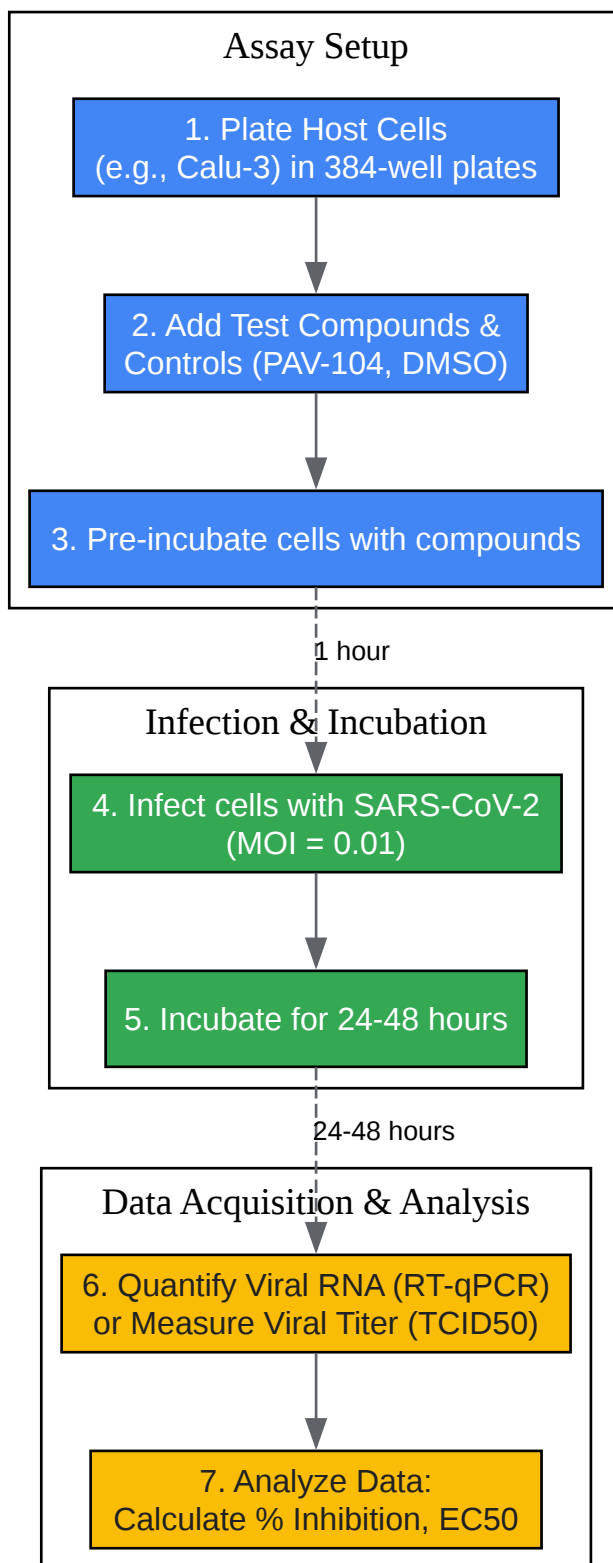 Assay Setup
1. Plate Host Cells
(e.g., Calu-3) in 384-well plates
2. Add Test Compounds &
Controls (PAV-104, DMSO)
3. Pre-incubate cells with compounds
1 hour
Infection & Incubation
4. Infect cells with SARS-CoV-2
(MOI = 0.01)
5. Incubate for 24-48 hours
24-48 hours
Data Acquisition & Analysis
6. Quantify Viral RNA (RT-qPCR)
or Measure Viral Titer (TCID50)
7. Analyze Data:
Calculate % Inhibition, EC50